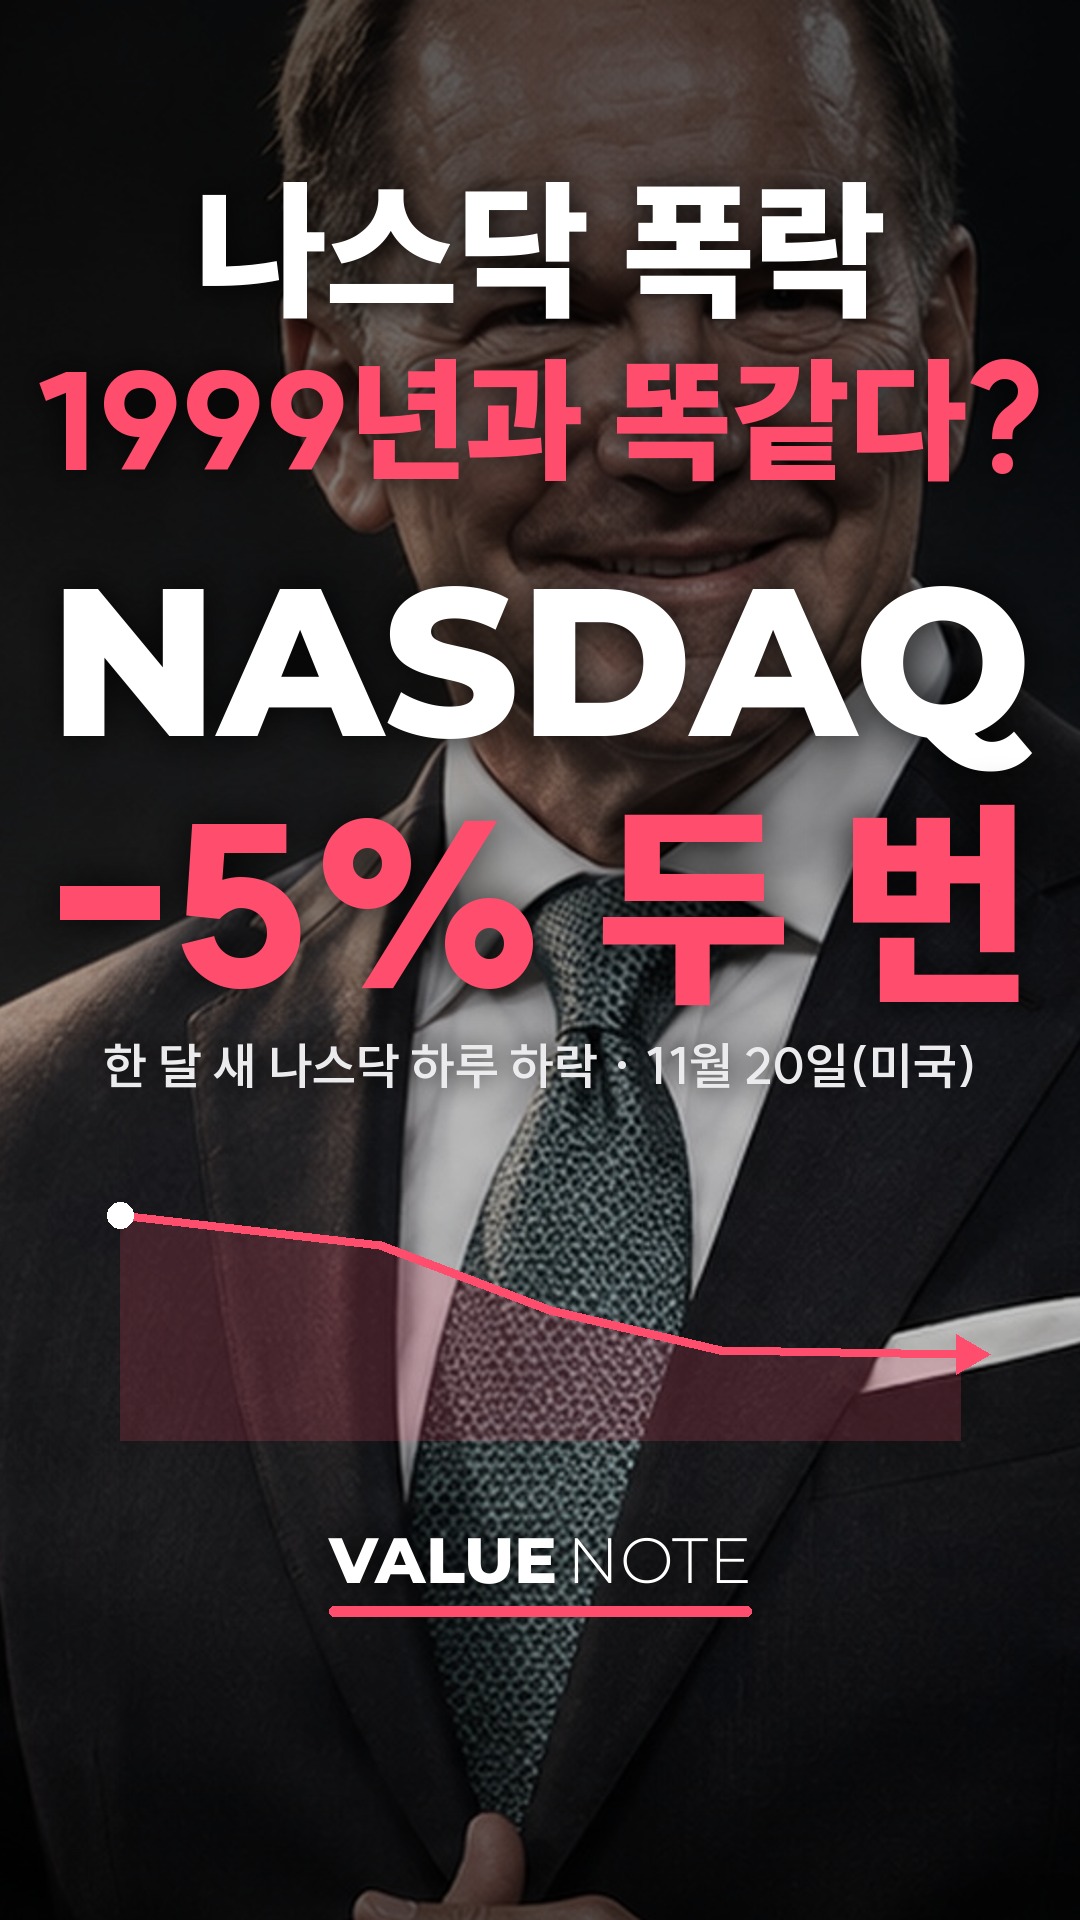 나스닥 폭락
1999년과 똑같다?
NASDAQ
-5% 두 번
한 달 새 나스닥 하루 하락 · 11월 20일(미국)
VALUE NOTE